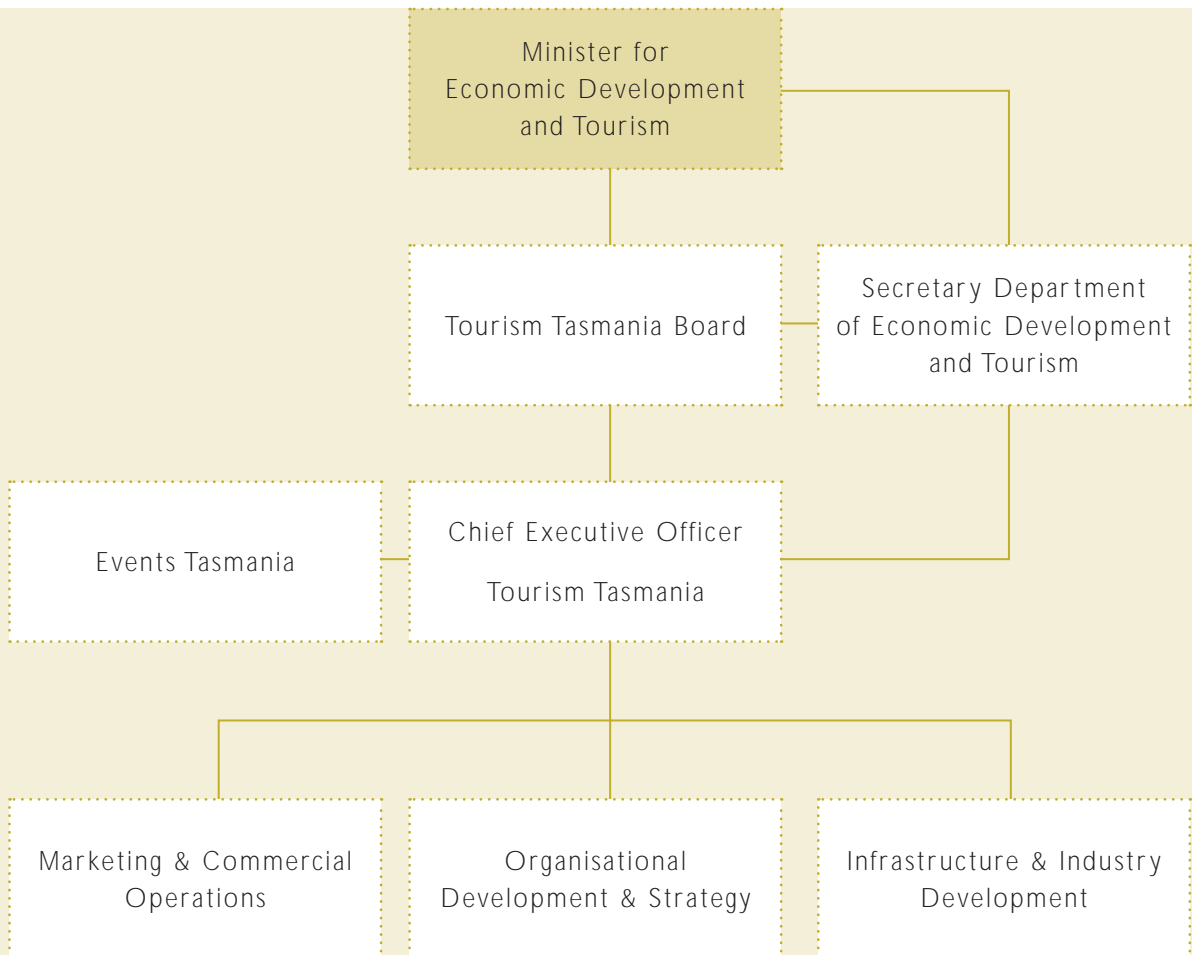 Minister for
Economic Development
and Tourism
Tourism Tasmania Board
Secretary Department
of Economic Development
and Tourism
Events Tasmania
Chief Executive Officer
Tourism Tasmania
Marketing & Commercial
Operations
Organisational
Development & Strategy
Infrastructure & Industry
Development